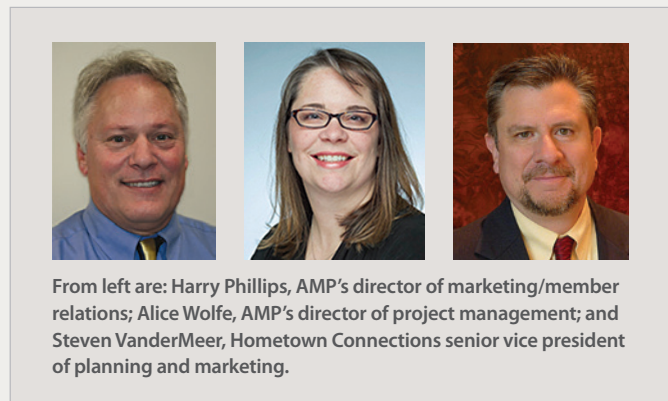 From left are: Harry Phillips, AMP's director of marketing/member
relations; Alice Wolfe, AMP's director of project management; and
Steven VanderMeer, Hometown Connections senior vice president
of planning and marketing.